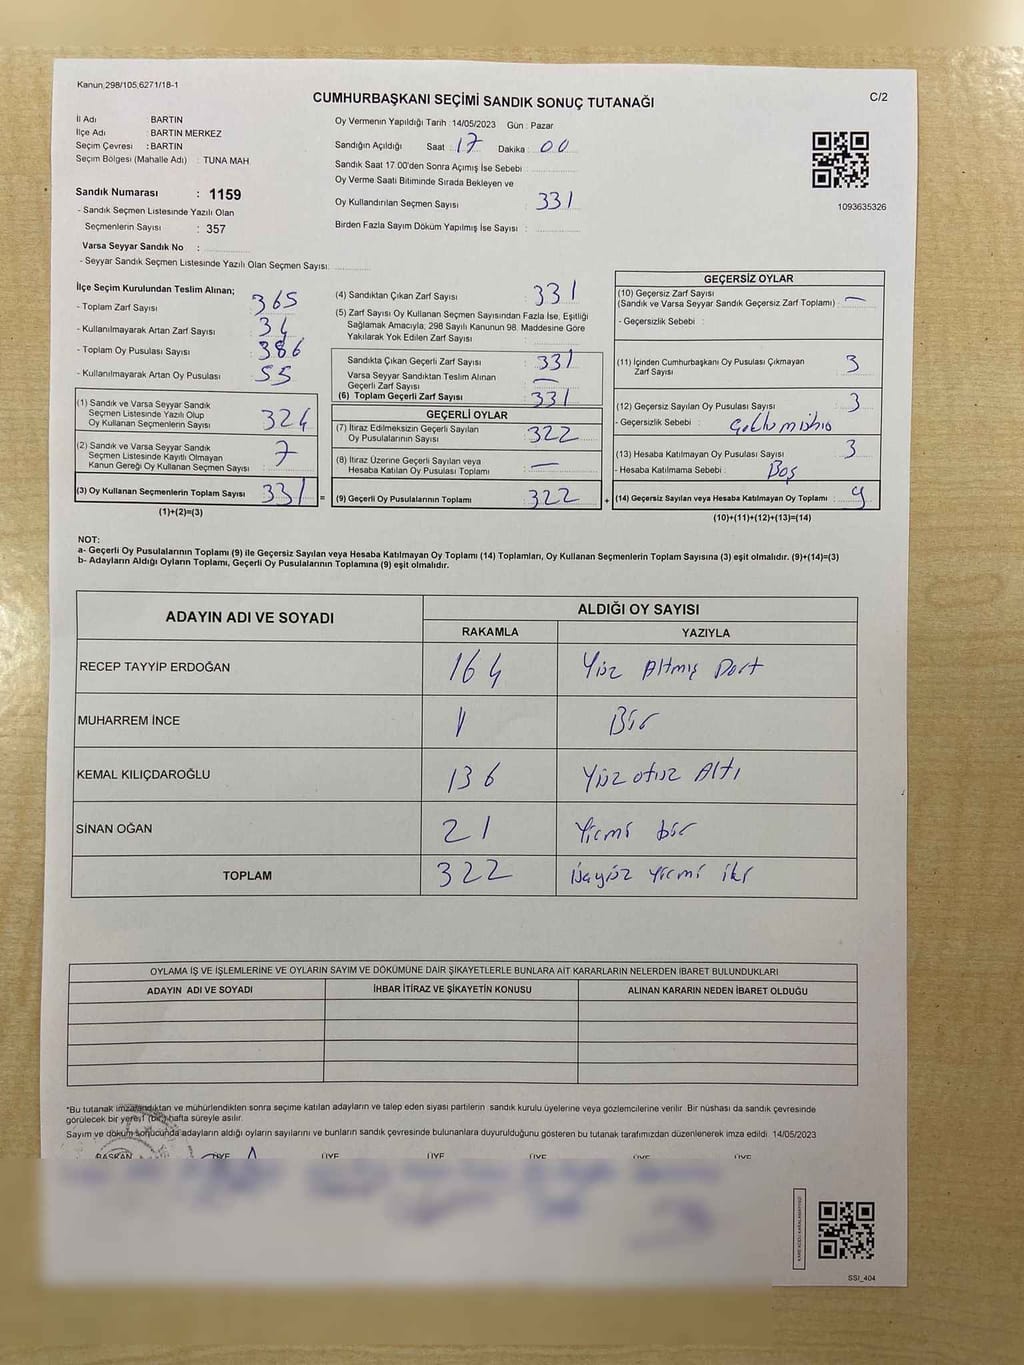 Kanun,298/105,6271/18-1
C/2
CUMHURBAŞKANI SEÇİMİ SANDIK SONUÇ TUTANAĞI
İl Adı BARTIN
İlçe Adı : BARTIN MERKEZ
Seçim Çevresi : BARTIN
Seçim Bölgesi (Mahalle Adı) : TUNA MAH.
Sandık Numarası : 1159
- Sandık Seçmen Listesinde Yazılı Olan
Seçmenlerin Sayısı : 357
Varsa Seyyar Sandık No :
- Seyyar Sandık Seçmen Listesinde Yazılı Olan Seçmen Sayısı:
Oy Vermenin Yapıldığı Tarih : 14/05/2023 Gün : Pazar
Sandığın Açıldığı Saat : 17 Dakika : 00
Sandık Saat 17.00'den Sonra Açımış İse Sebebi :
Oy Verme Saati Bitiminde Sırada Bekleyen ve
Oy Kullandırılan Seçmen Sayısı : 331
Birden Fazla Sayım Döküm Yapılmış İse Sayısı :
1093635326
İlçe Seçim Kurulundan Teslim Alınan;
- Toplam Zarf Sayısı : 365
- Kullanılmayarak Artan Zarf Sayısı : 34
- Toplam Oy Pusulası Sayısı : 386
- Kullanılmayarak Artan Oy Pusulası : 55
(1) Sandık ve Varsa Seyyar Sandık
Seçmen Listesinde Yazılı Olup
Oy Kullanan Seçmenlerin Sayısı : 324
(2) Sandık ve Varsa Seyyar Sandık
Seçmen Listesinde Kayıtlı Olmayan
Kanun Gereği Oy Kullanan Seçmen Sayısı : 7
(3) Oy Kullanan Seçmenlerin Toplam Sayısı 331 =
(1)+(2)=(3)
(4) Sandıktan Çıkan Zarf Sayısı : 331
(5) Zarf Sayısı Oy Kullanan Seçmen Sayısından Fazla İse, Eşitliği
Sağlamak Amacıyla, 298 Sayılı Kanunun 98. Maddesine Göre
Yakılarak Yok Edilen Zarf Sayısı :
Sandıkta Çıkan Geçerli Zarf Sayısı : 331
Varsa Seyyar Sandıktan Teslim Alınan
Geçerli Zarf Sayısı : —
(6) Toplam Geçerli Zarf Sayısı : 331
GEÇERLİ OYLAR
(7) İtiraz Edilmeksizin Geçerli Sayılan
Oy Pusulalarının Sayısı : 322
(8) İtiraz Üzerine Geçerli Sayılan veya
Hesaba Katılan Oy Pusulası Toplamı : —
(9) Geçerli Oy Pusulalarının Toplamı : 322 +
GEÇERSİZ OYLAR
(10) Geçersiz Zarf Sayısı
(Sandık ve Varsa Seyyar Sandık Geçersiz Zarf Toplamı) : —
- Geçersizlik Sebebi :
(11) İçinden Cumhurbaşkanı Oy Pusulası Çıkmayan
Zarf Sayısı : 3
(12) Geçersiz Sayılan Oy Pusulası Sayısı : 3
- Geçersizlik Sebebi :
(13) Hesaba Katılmayan Oy Pusulası Sayısı : 3
- Hesaba Katılmama Sebebi : Boş
(14) Geçersiz Sayılan veya Hesaba Katılmayan Oy Toplamı : 9
(10)+(11)+(12)+(13)=(14)
NOT:
a- Geçerli Oy Pusulalarının Toplamı (9) ile Geçersiz Sayılan veya Hesaba Katılmayan Oy Toplamı (14) Toplamları, Oy Kullanan Seçmenlerin Toplam Sayısına (3) eşit olmalıdır. (9)+(14)=(3)
b- Adayların Aldığı Oyların Toplamı, Geçerli Oy Pusulalarının Toplamına (9) eşit olmalıdır.
ADAYIN ADI VE SOYADI ALDIĞI OY SAYISI
RAKAMLA YAZIYLA
RECEP TAYYİP ERDOĞAN 164 Yüz Altmış Dört
MUHARREM İNCE 1 Bir
KEMAL KILIÇDAROĞLU 136 Yüz otuz Altı
SİNAN OĞAN 21 Yirmi bir
TOPLAM 322 üçyüz yirmi iki
OYLAMA İŞ VE İŞLEMLERİNE VE OYLARIN SAYIM VE DÖKÜMÜNE DAİR ŞİKAYETLERLE BUNLARA AİT KARARLARIN NELERDEN İBARET BULUNDUKLARI
ADAYIN ADI VE SOYADI İHBAR İTİRAZ VE ŞİKAYETİN KONUSU ALINAN KARARIN NEDEN İBARET OLDUĞU
*Bu tutanak imzalandıktan ve mühürlendikten sonra seçime katılan adayların ve talep eden siyasi partilerin sandık kurulu üyelerine veya gözlemcilerine verilir. Bir nüshası da sandık çevresinde
görülecek bir yere 1 (bir) hafta süreyle asılır.
Sayım ve döküm sonucunda adayların aldığı oyların sayılarını ve bunların sandık çevresinde bulunanlara duyurulduğunu gösteren bu tutanak tarafımızdan düzenlenerek imza edildi. 14/05/2023
BAŞKAN ÜYE ÜYE ÜYE ÜYE ÜYE ÜYE
SSI_404